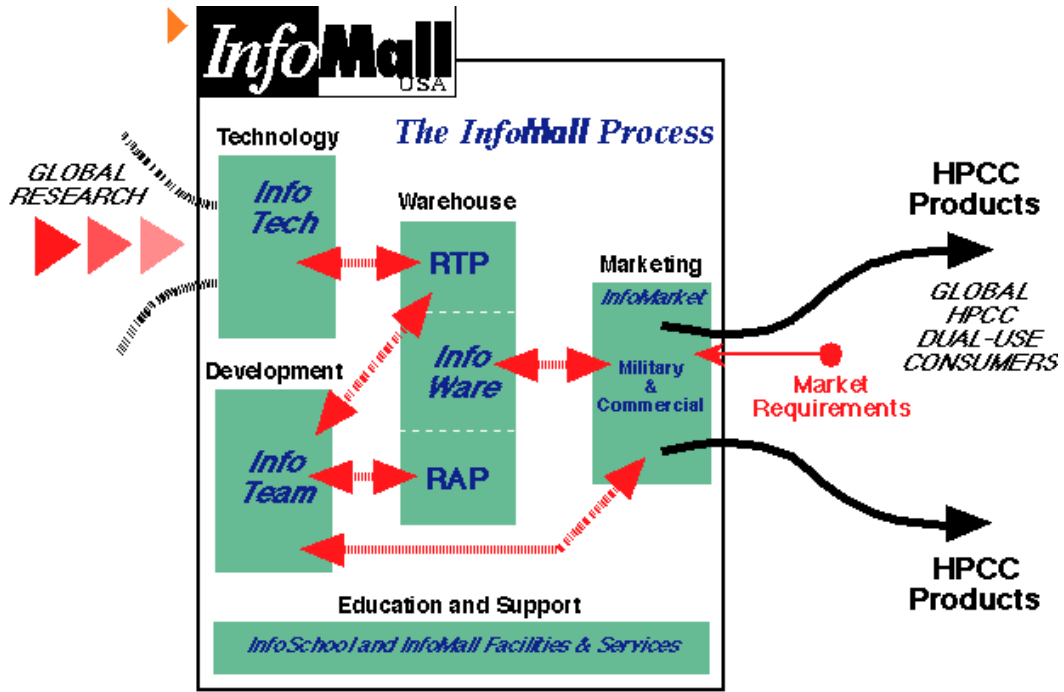 InfoMall
USA
The InfoMall Process
Technology
Info
Tech
GLOBAL
RESEARCH
Warehouse
RTP
Info
Ware
RAP
Marketing
InfoMarket
Military
&
Commercial
Development
Info
Team
HPCC
Products
GLOBAL
HPCC
DUAL-USE
CONSUMERS
Market
Requirements
HPCC
Products
Education and Support
InfoSchool and InfoMall Facilities & Services